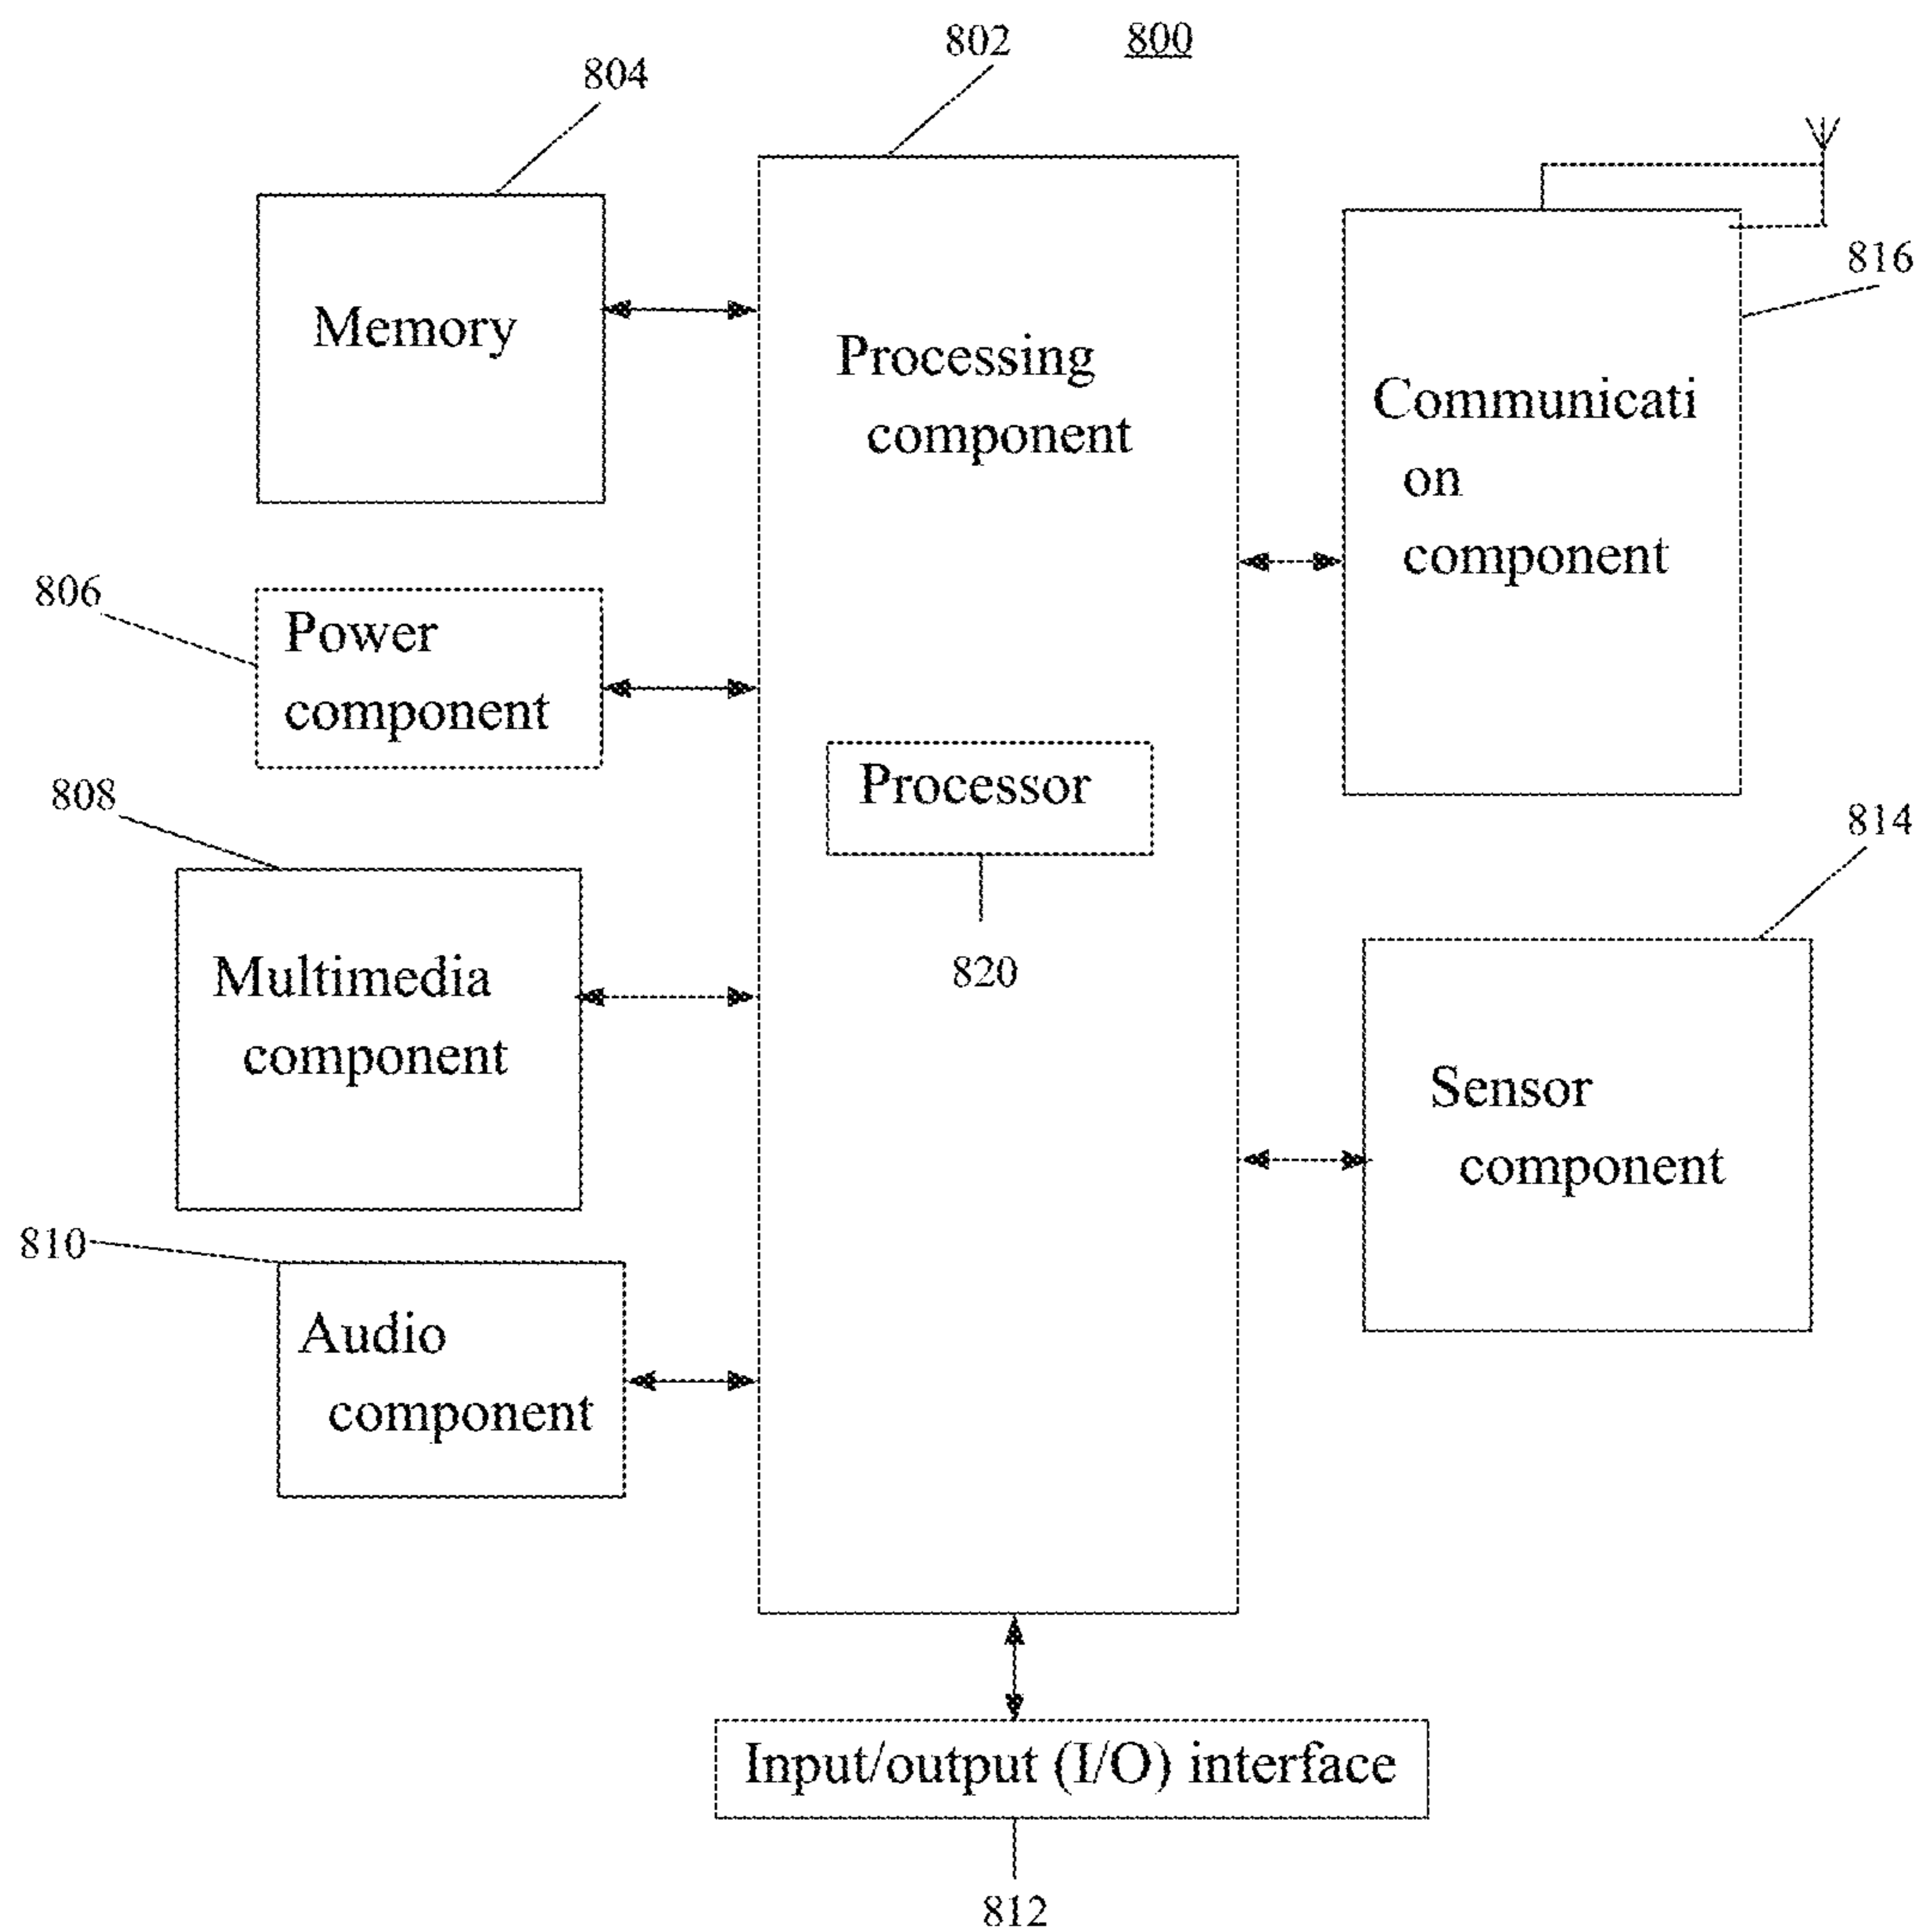 802
800
804
Memory
Processing
component
816
Communicati
on
component
806
Power
component
Processor
820
808
Multimedia
component
814
Sensor
component
810
Audio
component
Input/output (I/O) interface
812